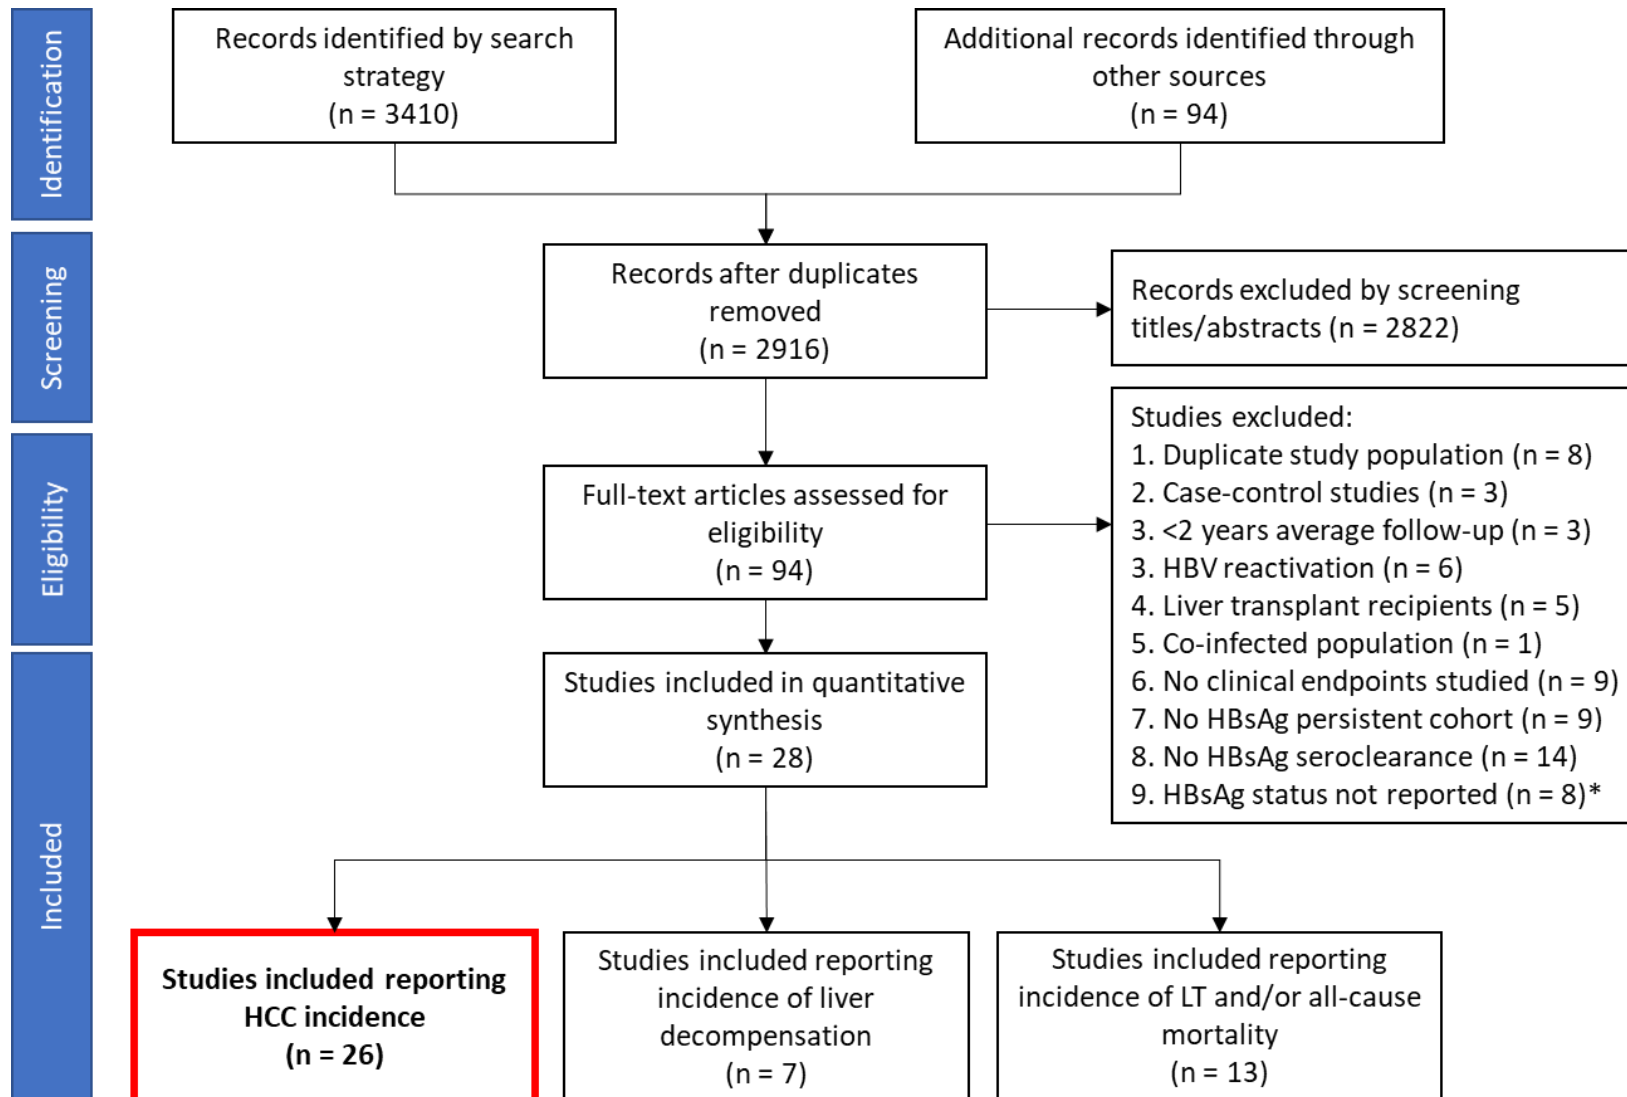 Identification
Records identified by search
strategy
(n = 3410)
Additional records identified through
other sources
(n = 94)
Screening
Records after duplicates
removed
(n = 2916)
Records excluded by screening
titles/abstracts (n = 2822)
Eligibility
Full-text articles assessed for
eligibility
(n = 94)
Studies excluded:
1. Duplicate study population (n = 8)
2. Case-control studies (n = 3)
3. <2 years average follow-up (n = 3)
3. HBV reactivation (n = 6)
4. Liver transplant recipients (n = 5)
5. Co-infected population (n = 1)
6. No clinical endpoints studied (n = 9)
7. No HBsAg persistent cohort (n = 9)
8. No HBsAg seroclearance (n = 14)
9. HBsAg status not reported (n = 8)*
Included
Studies included in quantitative
synthesis
(n = 28)
Studies included reporting
HCC incidence
(n = 26)
Studies included reporting
incidence of liver
decompensation
(n = 7)
Studies included reporting
incidence of LT and/or all-cause
mortality
(n = 13)